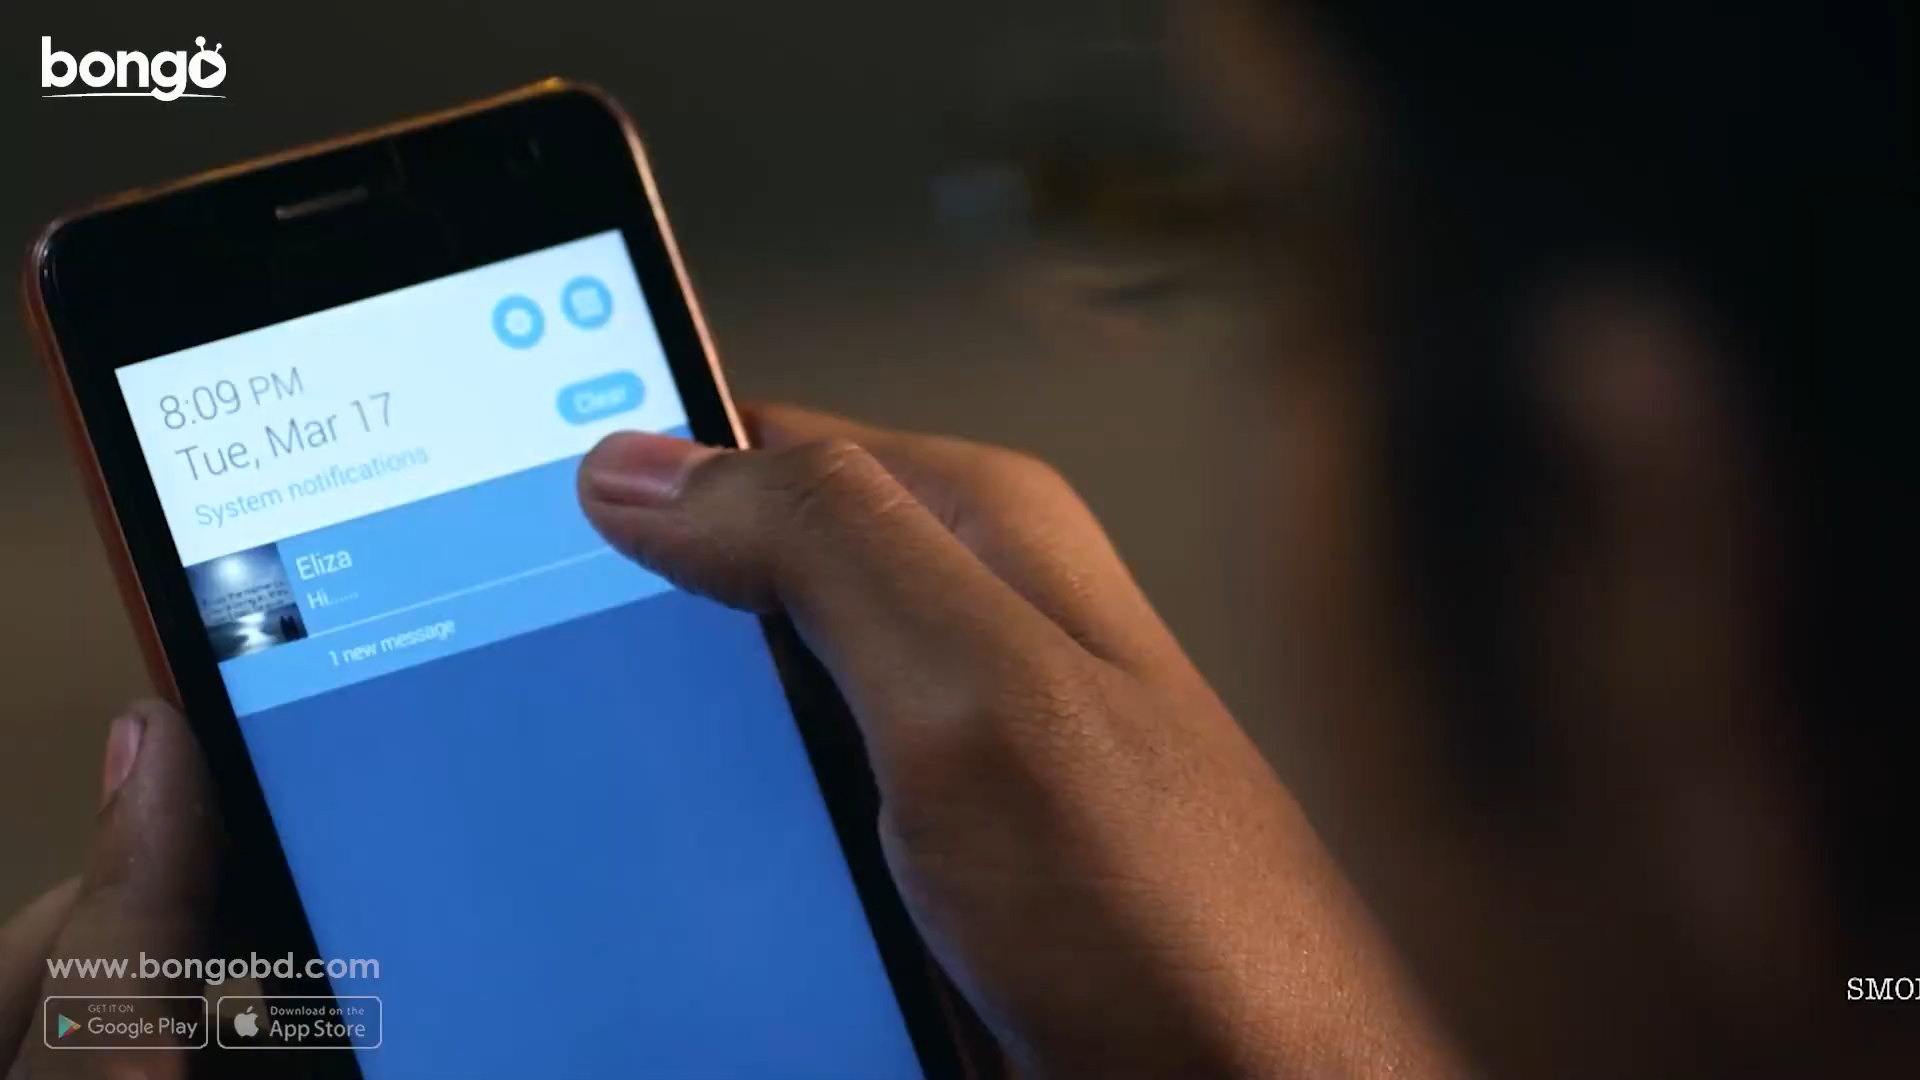 bongo
8:09 PM
Tue, Mar 17
Clear
System notifications
Eliza
Hi......
1 new message
www.bongobd.com
GET IT ON
Google Play
Download on the
App Store
SMO